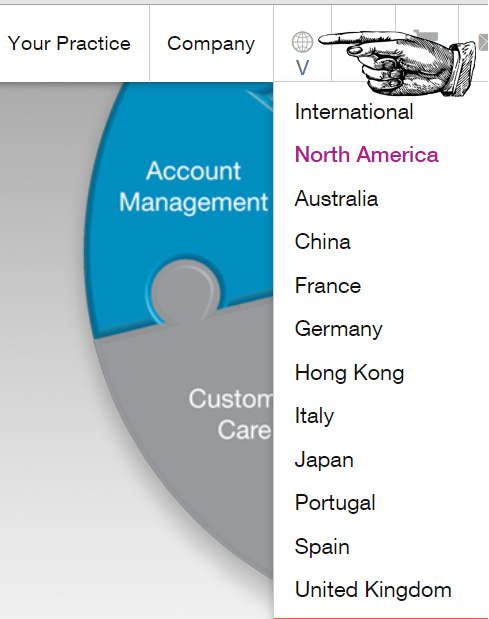 Your Practice
Company
V
Account
Management
Custom
Care
International
North America
Australia
China
France
Germany
Hong Kong
Italy
Japan
Portugal
Spain
United Kingdom